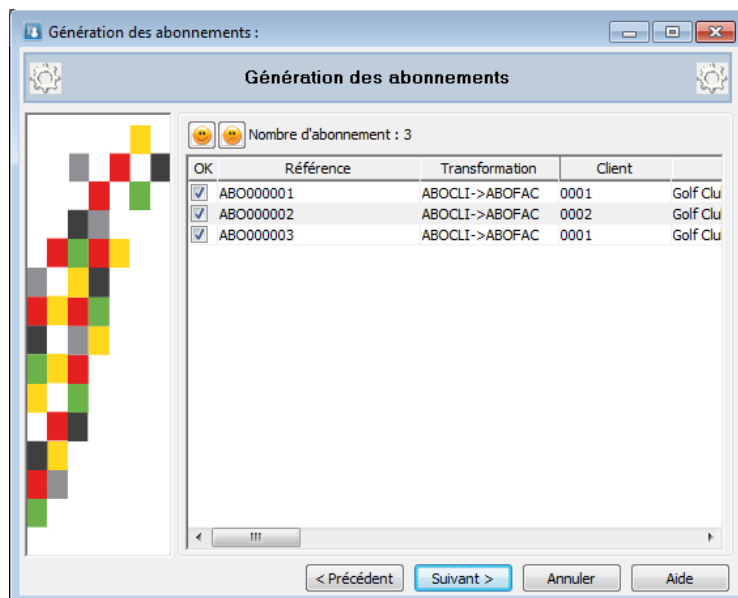 Génération des abonnements :
Génération des abonnements
Nombre d'abonnement : 3
OK Référence Transformation Client
ABO000001 ABOCLI->ABOFAC 0001 Golf Clu
ABO000002 ABOCLI->ABOFAC 0002 Golf Clu
ABO000003 ABOCLI->ABOFAC 0001 Golf Clu
< Précédent Suivant > Annuler Aide